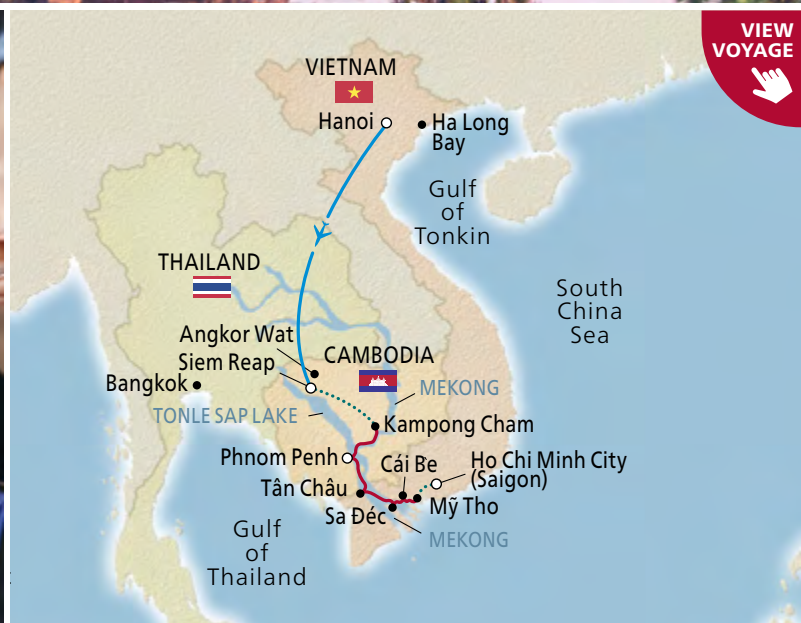 VIEW
VOYAGE
VIETNAM
Hanoi
Ha Long
Bay
Gulf
of
Tonkin
THAILAND
South
China
Sea
Angkor Wat
Siem Reap
CAMBODIA
Bangkok
MEKONG
TONLE SAP LAKE
Kampong Cham
Phnom Penh
Cái Be
Ho Chi Minh City
(Saigon)
Tân Châu
Sa Đéc
Mỹ Tho
MEKONG
Gulf
of
Thailand